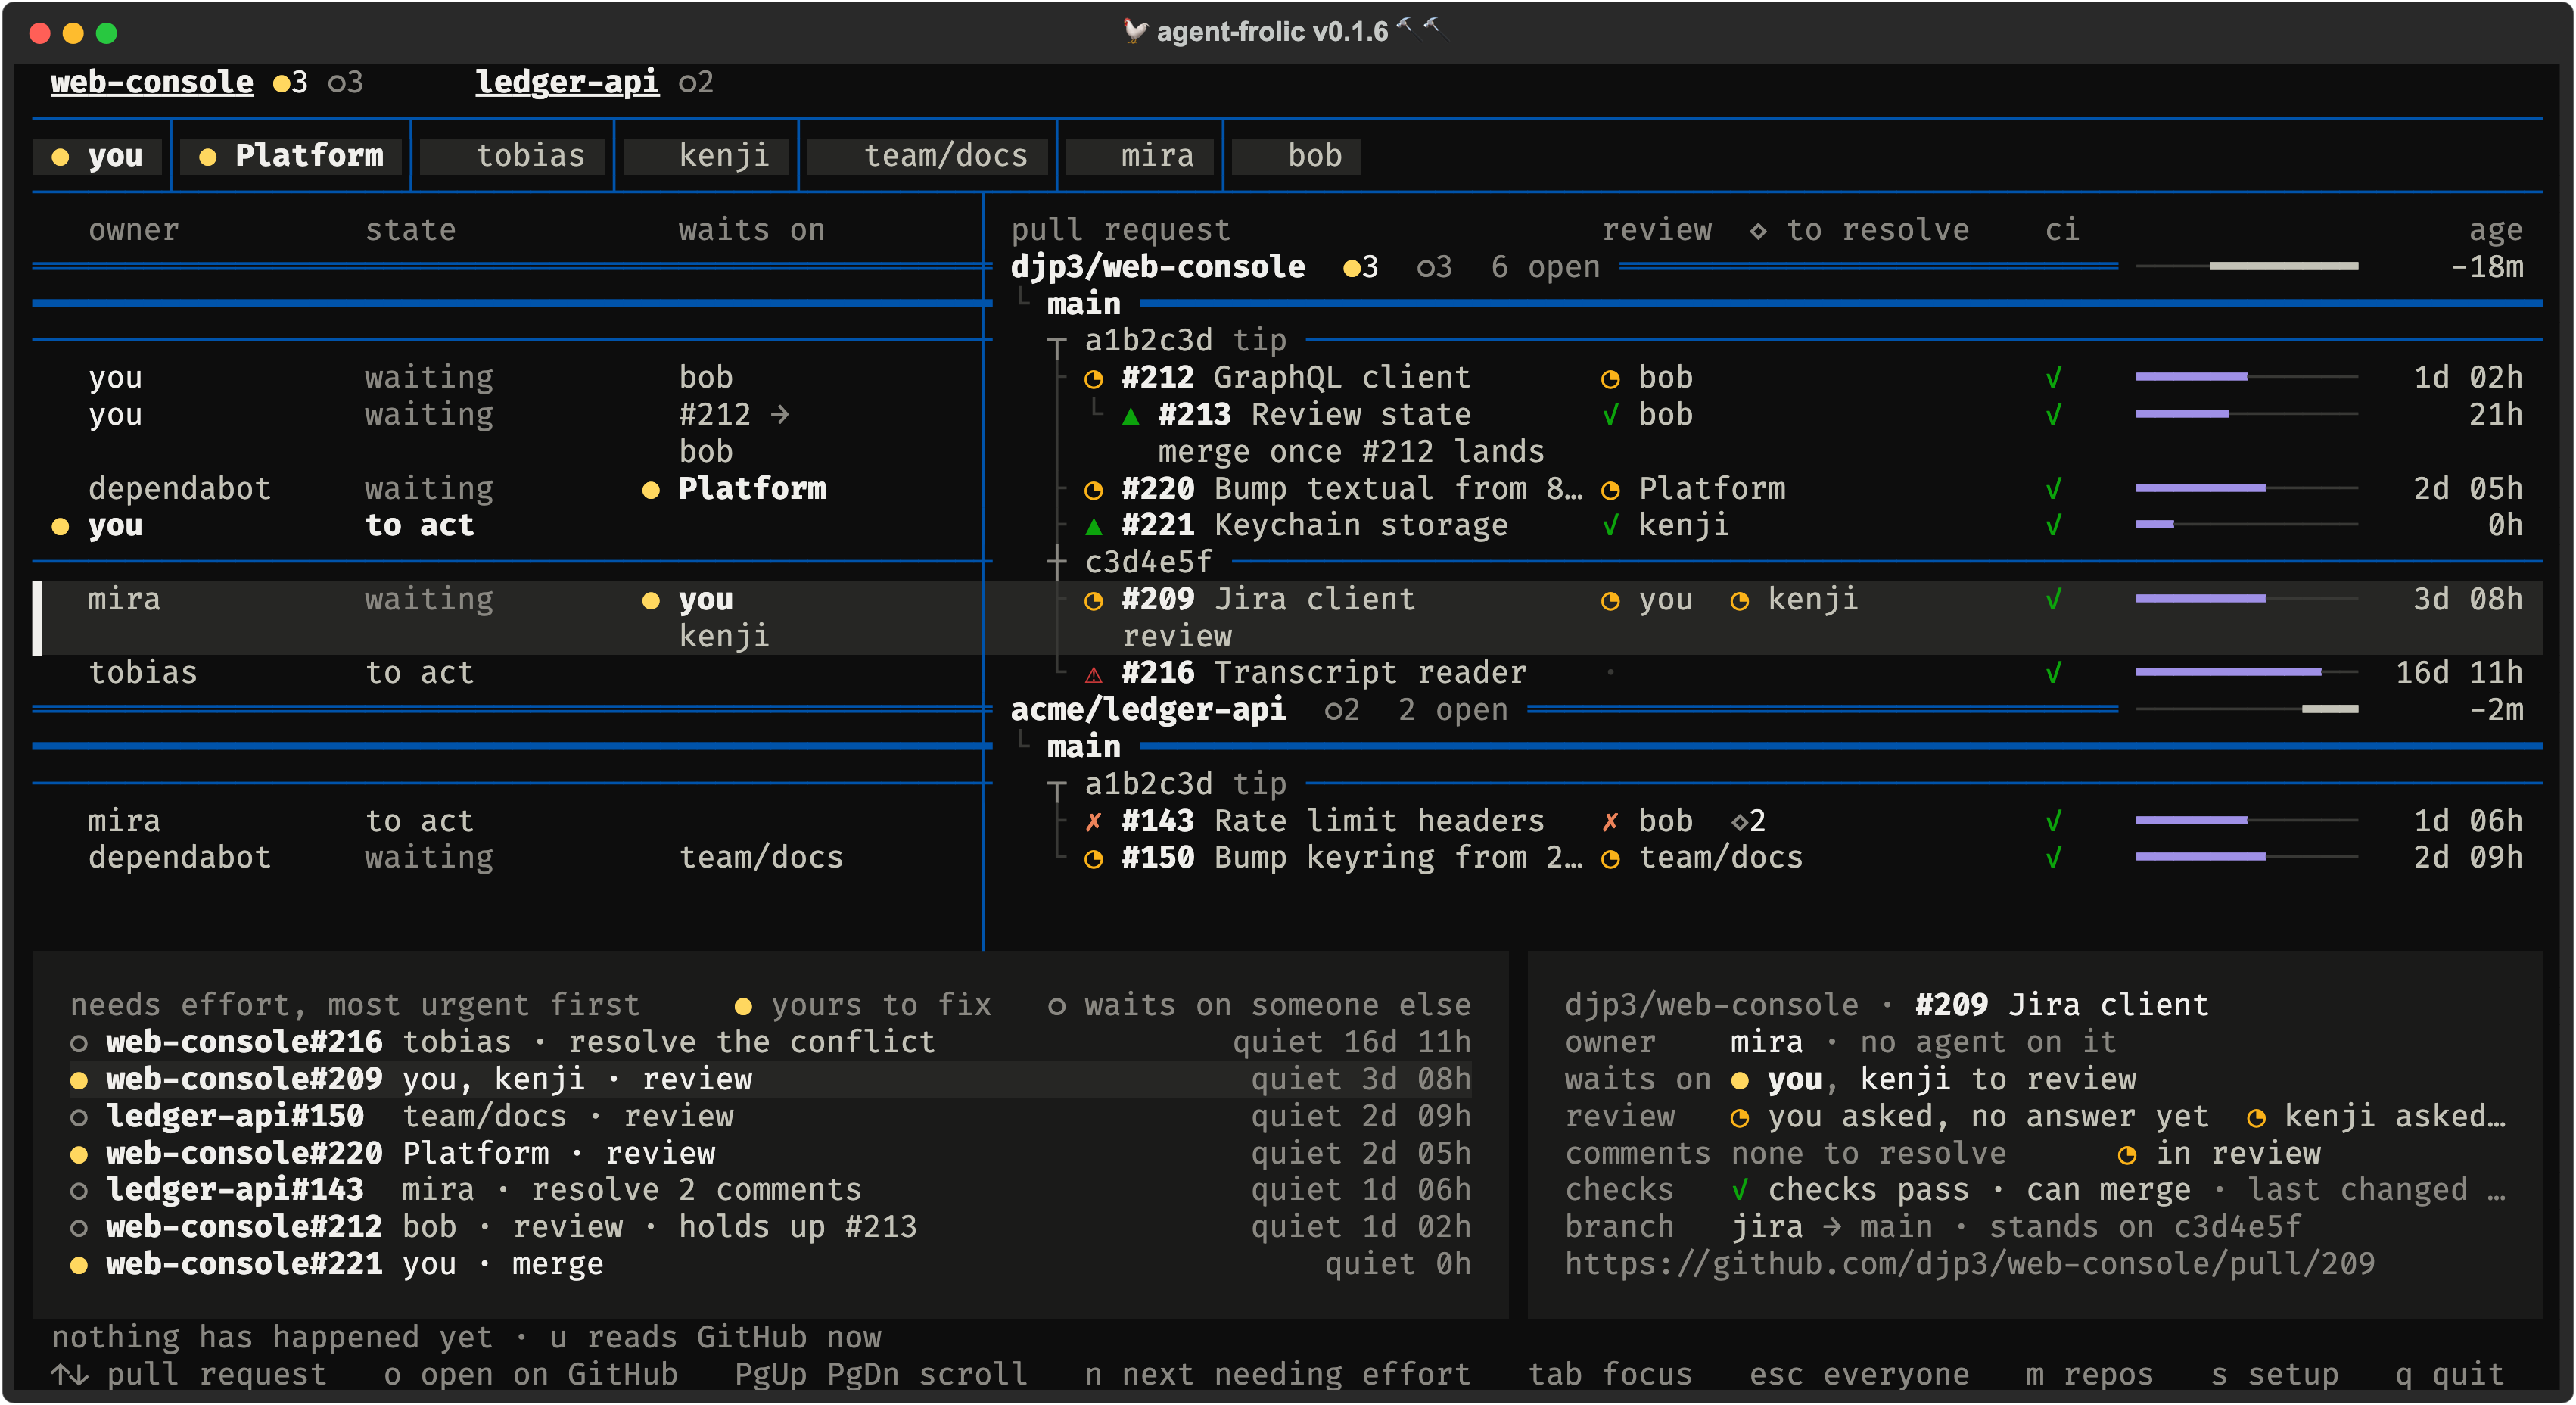 🐓 agent-frolic v0.1.6 🔨🔨
web-console ●3 ○3 ledger-api ○2
● you ● Platform tobias kenji team/docs mira bob
owner state waits on pull request review ◇ to resolve ci age
djp3/web-console ●3 ○3 6 open -18m
└ main
a1b2c3d tip
you waiting bob ◔ #212 GraphQL client ◔ bob √ 1d 02h
you waiting #212 → └ ▲ #213 Review state √ bob √ 21h
bob merge once #212 lands
dependabot waiting ● Platform ◔ #220 Bump textual from 8… ◔ Platform √ 2d 05h
● you to act ▲ #221 Keychain storage √ kenji √ 0h
c3d4e5f
mira waiting ● you ◔ #209 Jira client ◔ you ◔ kenji √ 3d 08h
kenji review
tobias to act ⚠ #216 Transcript reader · √ 16d 11h
acme/ledger-api ○2 2 open -2m
└ main
a1b2c3d tip
mira to act ✗ #143 Rate limit headers ✗ bob ◇2 √ 1d 06h
dependabot waiting team/docs ◔ #150 Bump keyring from 2… ◔ team/docs √ 2d 09h
needs effort, most urgent first ● yours to fix ○ waits on someone else
○ web-console#216 tobias · resolve the conflict quiet 16d 11h
● web-console#209 you, kenji · review quiet 3d 08h
○ ledger-api#150 team/docs · review quiet 2d 09h
● web-console#220 Platform · review quiet 2d 05h
○ ledger-api#143 mira · resolve 2 comments quiet 1d 06h
○ web-console#212 bob · review · holds up #213 quiet 1d 02h
● web-console#221 you · merge quiet 0h
djp3/web-console · #209 Jira client
owner mira · no agent on it
waits on ● you, kenji to review
review ◔ you asked, no answer yet ◔ kenji asked…
comments none to resolve ◔ in review
checks √ checks pass · can merge · last changed …
branch jira → main · stands on c3d4e5f
https://github.com/djp3/web-console/pull/209
nothing has happened yet · u reads GitHub now
↑↓ pull request o open on GitHub PgUp PgDn scroll n next needing effort tab focus esc everyone m repos s setup q quit